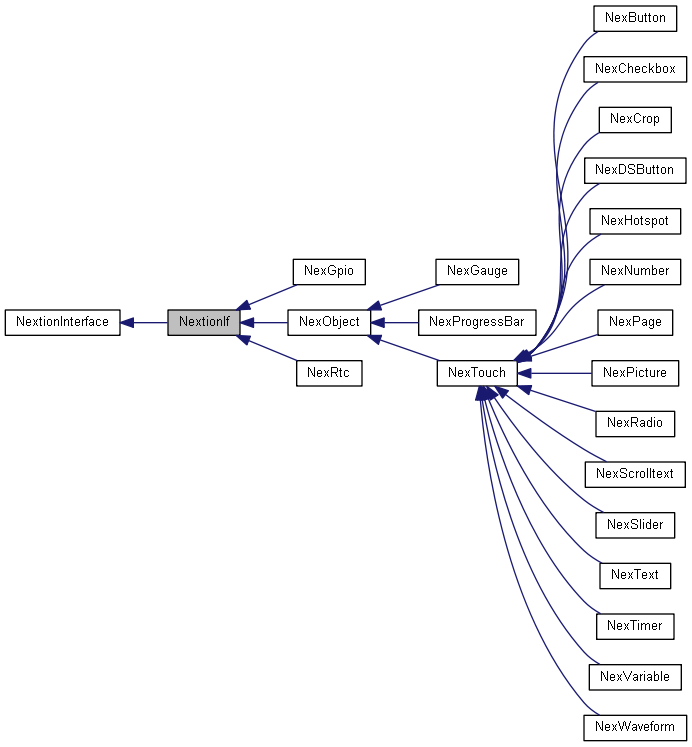 NextionInterface
NextionIf
NexGpio
NexObject
NexRtc
NexGauge
NexProgressBar
NexTouch
NexButton
NexCheckbox
NexCrop
NexDSButton
NexHotspot
NexNumber
NexPage
NexPicture
NexRadio
NexScrolltext
NexSlider
NexText
NexTimer
NexVariable
NexWaveform